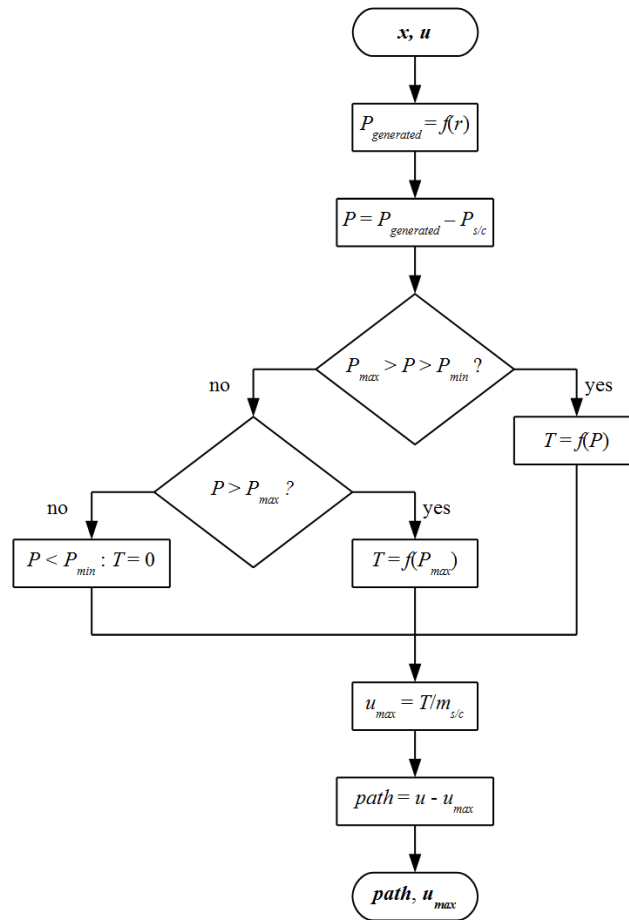 x, u
P_generated = f(r)
P = P_generated – P_s/c
P_max > P > P_min ?
no
yes
T = f(P)
P > P_max ?
no
yes
P < P_min : T = 0
T = f(P_max)
u_max = T/m_s/c
path = u - u_max
path, u_max